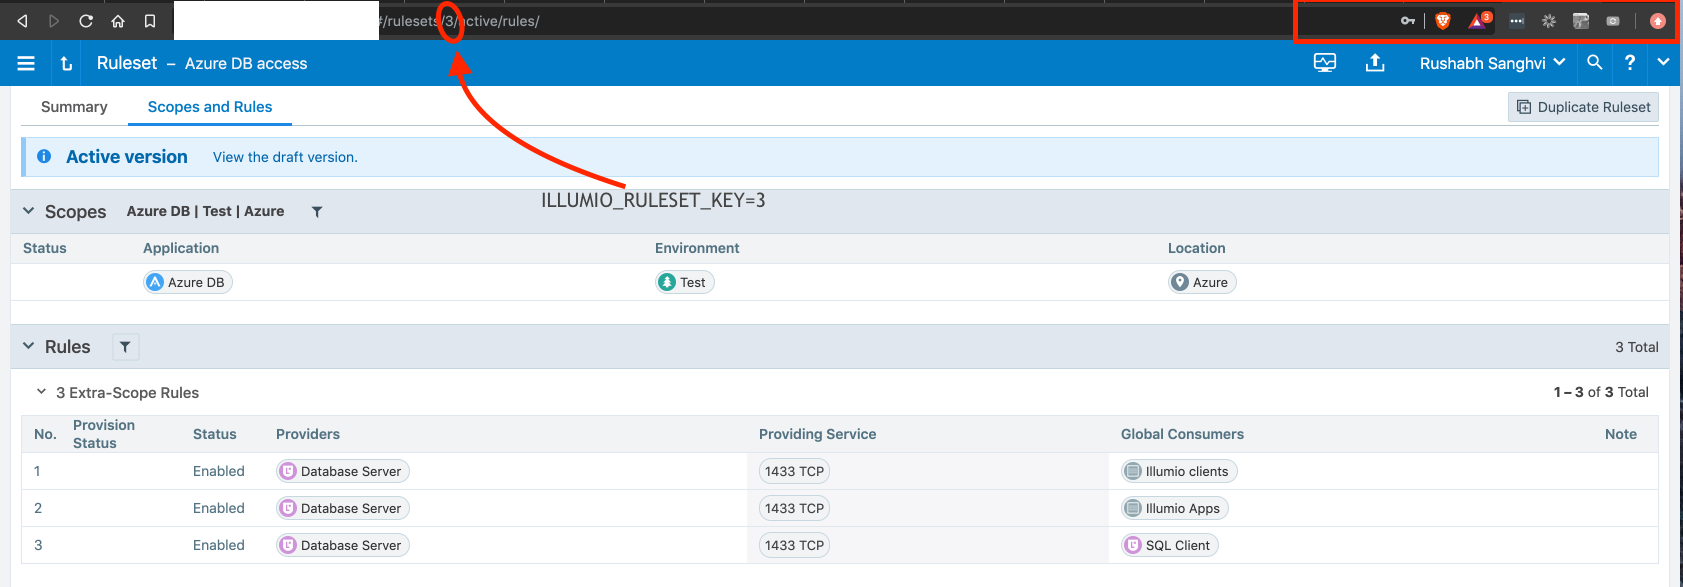 #/rulesets/3/active/rules/
3
Ruleset – Azure DB access
Rushabh Sanghvi
?
Summary
Scopes and Rules
Duplicate Ruleset
Active version View the draft version.
ILLUMIO_RULESET_KEY=3
Scopes Azure DB | Test | Azure
Status Application Environment Location
Azure DB Test Azure
Rules 3 Total
3 Extra-Scope Rules 1 – 3 of 3 Total
No. Provision Status Status Providers Providing Service Global Consumers Note
1 Enabled Database Server 1433 TCP Illumio clients
2 Enabled Database Server 1433 TCP Illumio Apps
3 Enabled Database Server 1433 TCP SQL Client